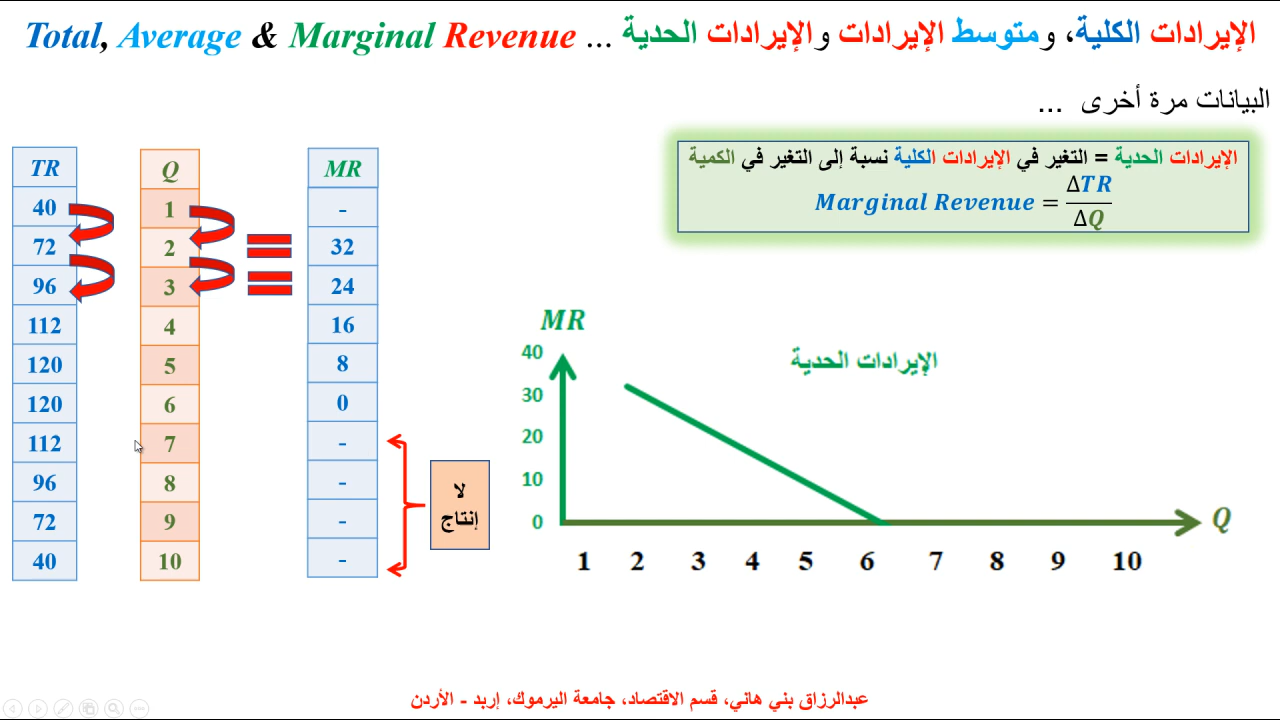 Total, Average & Marginal Revenue ... الإيرادات الكلية، ومتوسط الإيرادات والإيرادات الحدية
البيانات مرة أخرى ...
الإيرادات الحدية = التغير في الإيرادات الكلية نسبة إلى التغير في الكمية
Marginal Revenue = ΔTR/ΔQ
TR Q MR
40 1 -
72 2 32
96 3 24
112 4 16
120 5 8
120 6 0
112 7 -
96 8 -
72 9 -
40 10 -
لا
إنتاج
MR
الإيرادات الحدية
40
30
20
10
0
Q
1 2 3 4 5 6 7 8 9 10
عبدالرزاق بني هاني، قسم الاقتصاد، جامعة اليرموك، إربد - الأردن